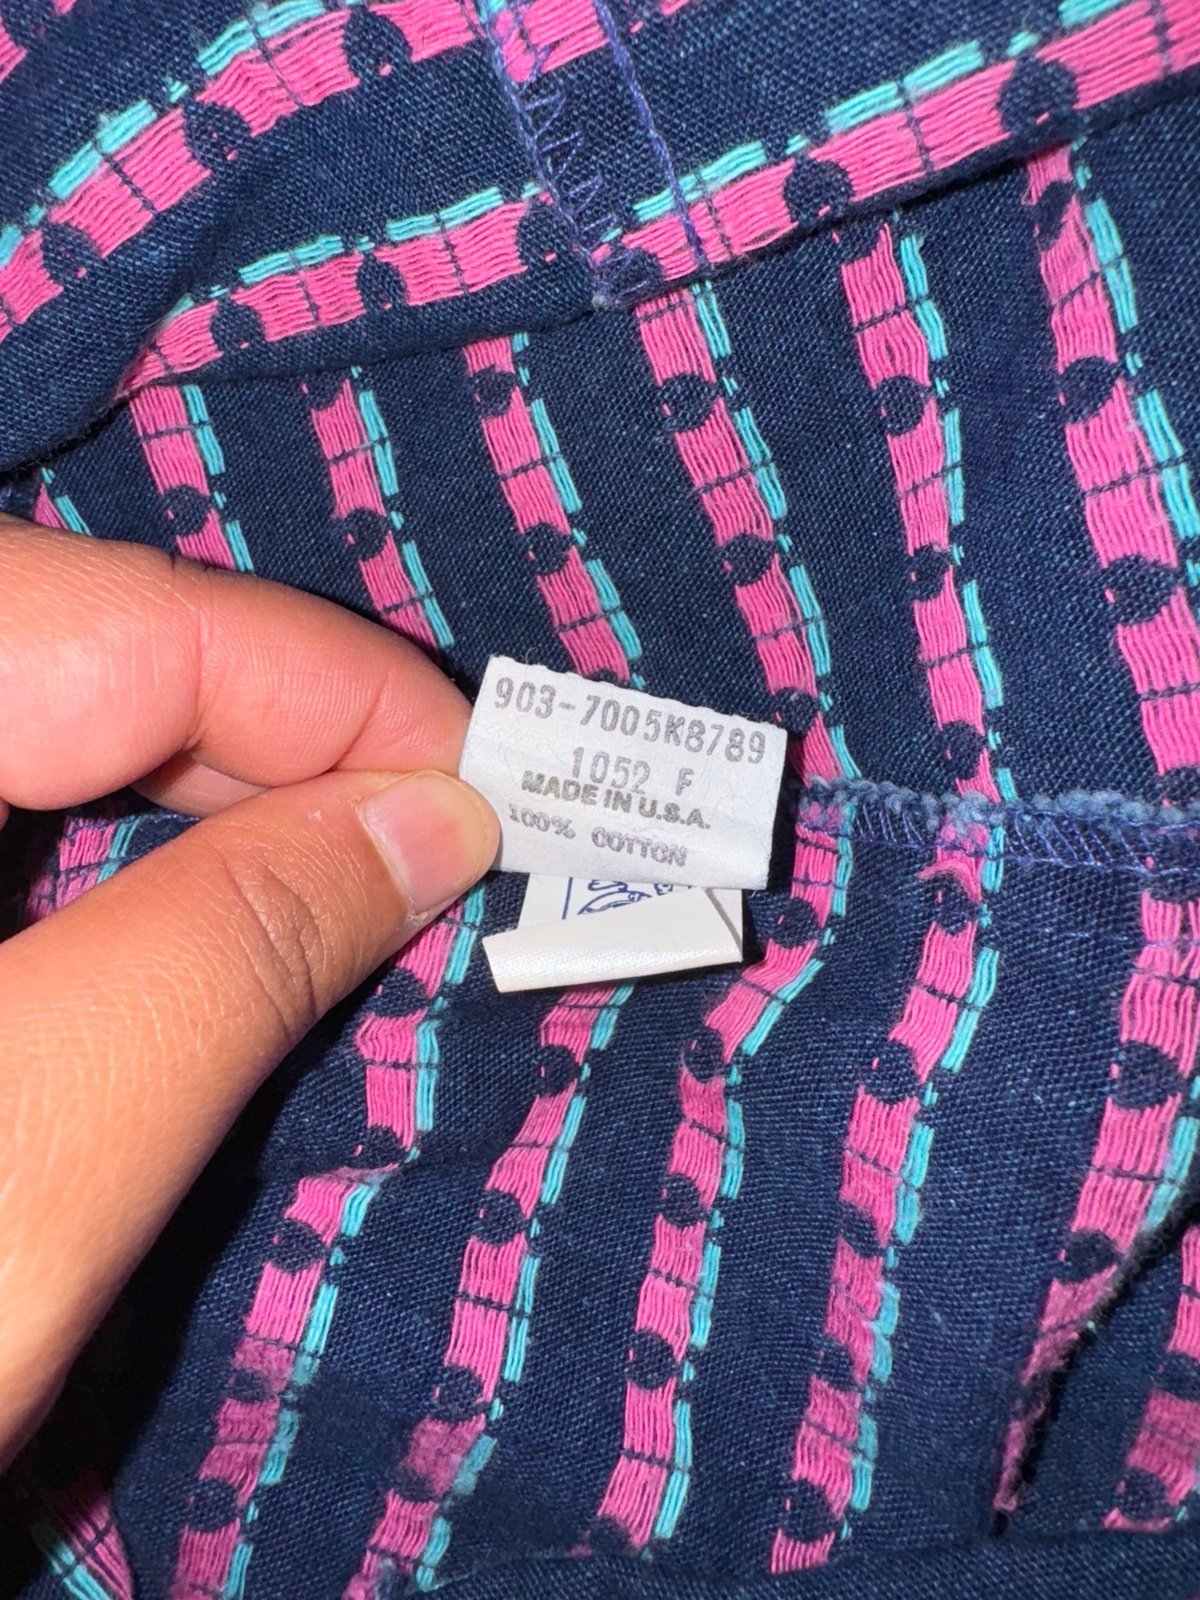 903-7005K8789
1052 F
MADE IN U.S.A.
100% COTTON